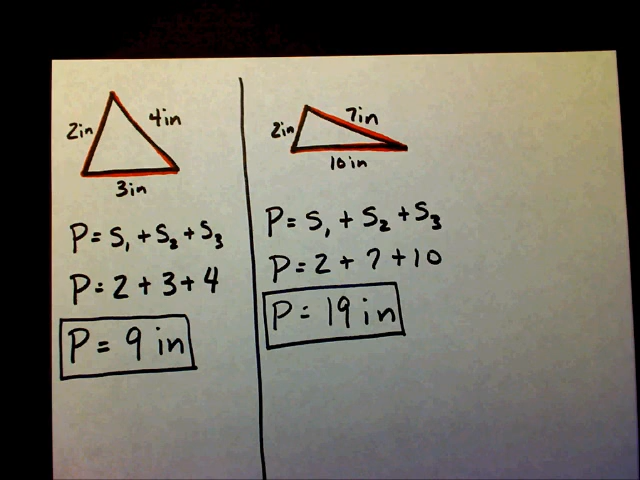 2in 4in
3in
P = S₁ + S₂ + S₃
P = 2 + 3 + 4
P = 9 in
2in 7in
10in
P = S₁ + S₂ + S₃
P = 2 + 7 + 10
P = 19 in